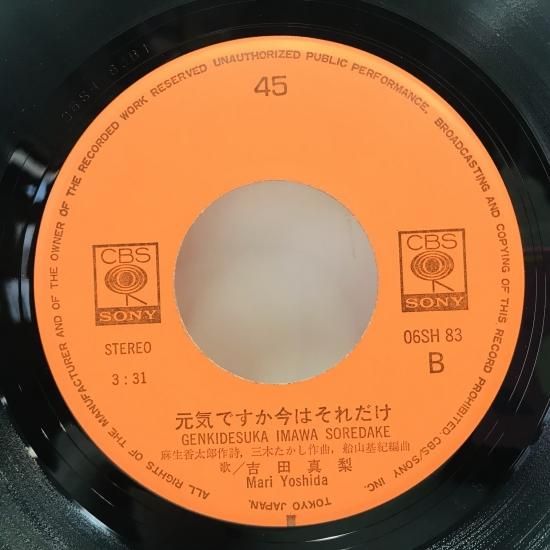 ALL RIGHTS OF THE MANUFACTURER AND OF THE OWNER OF THE RECORDED WORK RESERVED UNAUTHORIZED PUBLIC PERFORMANCE, BROADCASTING AND COPYING OF THIS RECORD PROHIBITED: CBS/SONY INC. TOKYO JAPAN.
45
CBS
SONY
CBS
SONY
STEREO
3:31
06SH 83
B
元気ですか今はそれだけ
GENKIDESUKA IMAWA SOREDAKE
麻生香太郎作詩、三木たかし作曲、船山基紀編曲
歌/吉田真梨
Mari Yoshida